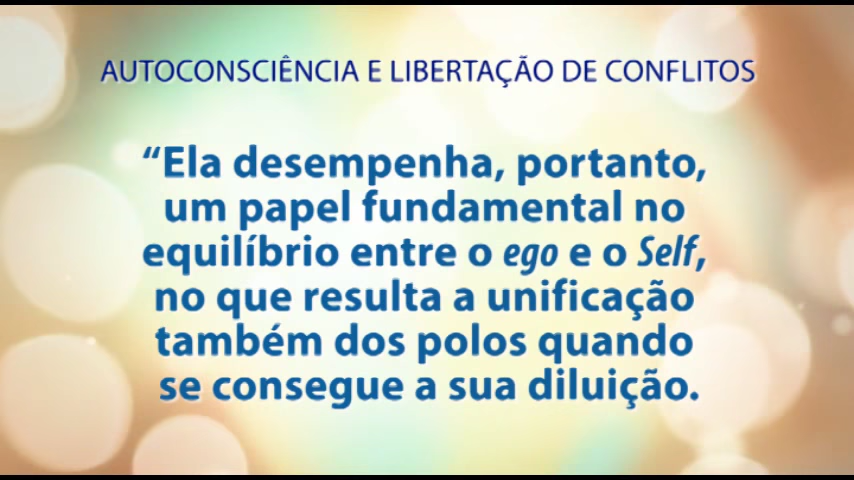 AUTOCONSCIÊNCIA E LIBERTAÇÃO DE CONFLITOS
“Ela desempenha, portanto,
um papel fundamental no
equilíbrio entre o ego e o Self,
no que resulta a unificação
também dos polos quando
se consegue a sua diluição.